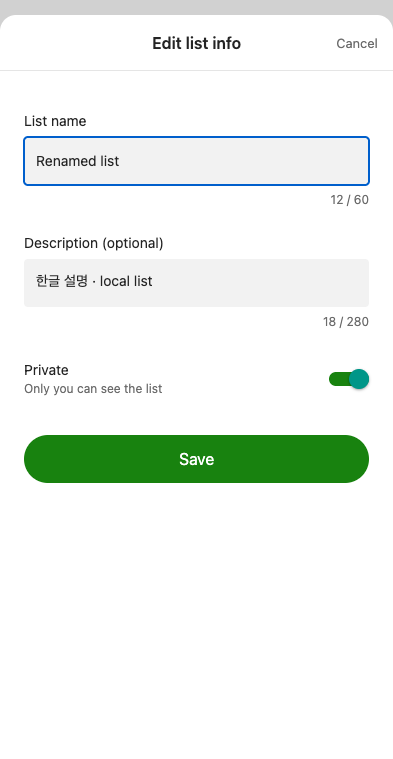 Edit list info
Cancel
List name
Renamed list
12 / 60
Description (optional)
한글 설명 · local list
18 / 280
Private
Only you can see the list
Save